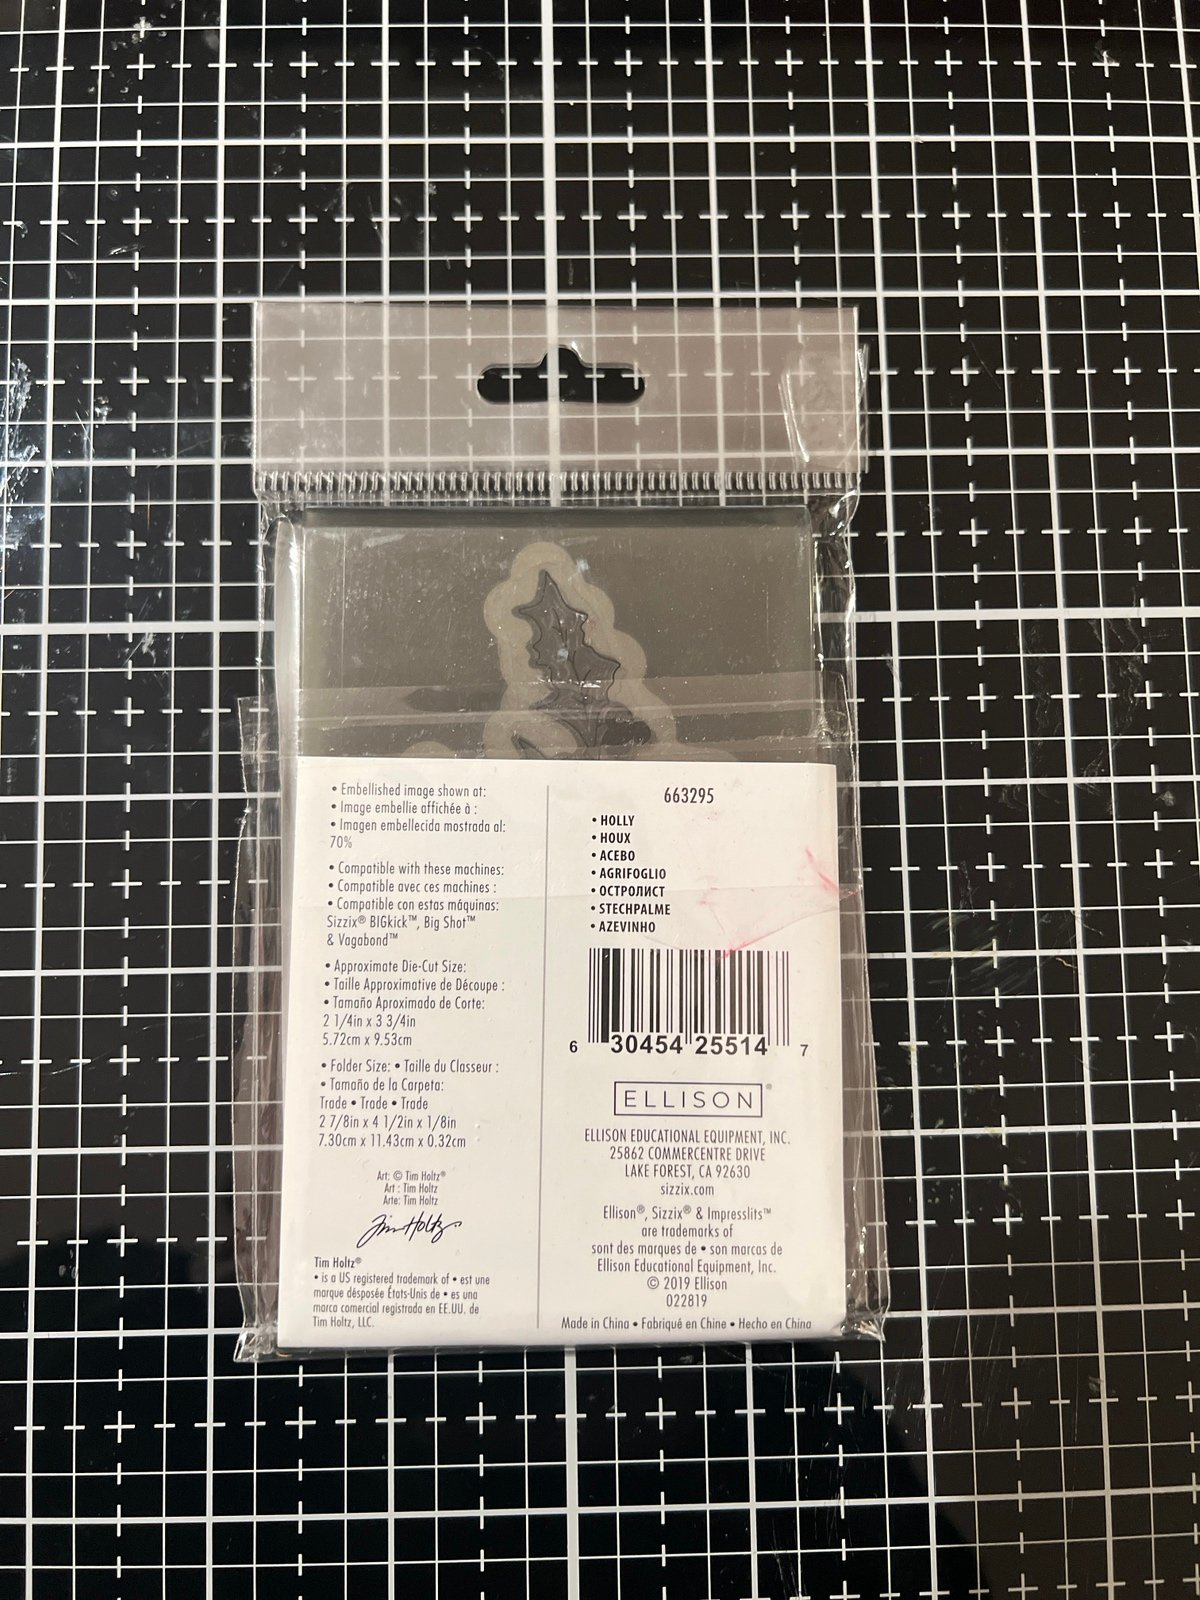 • Embellished image shown at:
• Image embellie affichée à :
• Imagen embellecida mostrada al:
70%
• Compatible with these machines:
• Compatible avec ces machines :
• Compatible con estas máquinas:
Sizzix® BIGkick™, Big Shot™
& Vagabond™
• Approximate Die-Cut Size:
• Taille Approximative de Découpe :
• Tamaño Aproximado de Corte:
2 1/4in x 3 3/4in
5.72cm x 9.53cm
• Folder Size: • Taille du Classeur :
• Tamaño de la Carpeta:
Trade • Trade • Trade
2 7/8in x 4 1/2in x 1/8in
7.30cm x 11.43cm x 0.32cm
Art: © Tim Holtz®
Art : Tim Holtz
Arte: Tim Holtz
Tim Holtz
Tim Holtz®
• is a US registered trademark of • est une
marque désposée États-Unis de • es una
marca comercial registrada en EE.UU. de
Tim Holtz, LLC.
663295
• HOLLY
• HOUX
• ACEBO
• AGRIFOGLIO
• ОСТРОЛИСТ
• STECHPALME
• AZEVINHO
6 30454 25514 7
ELLISON®
ELLISON EDUCATIONAL EQUIPMENT, INC.
25862 COMMERCENTRE DRIVE
LAKE FOREST, CA 92630
sizzix.com
Ellison®, Sizzix® & Impresslits™
are trademarks of
sont des marques de • son marcas de
Ellison Educational Equipment, Inc.
© 2019 Ellison
022819
Made in China • Fabriqué en Chine • Hecho en China